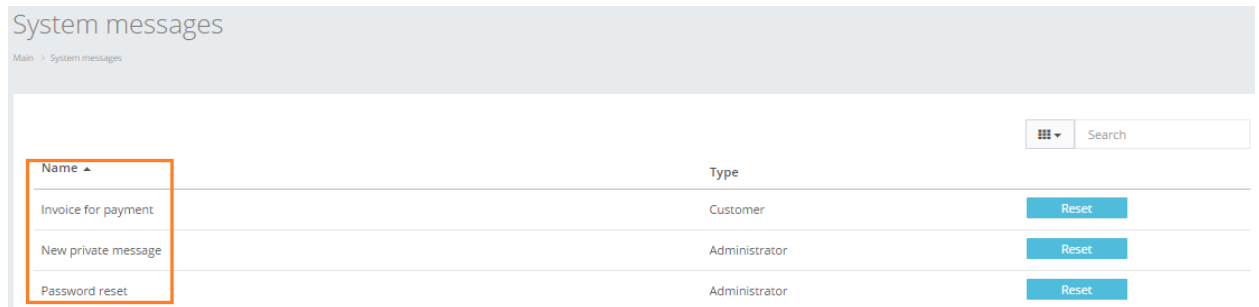 System messages
Main > System messages
Search
Name Type
Invoice for payment Customer Reset
New private message Administrator Reset
Password reset Administrator Reset